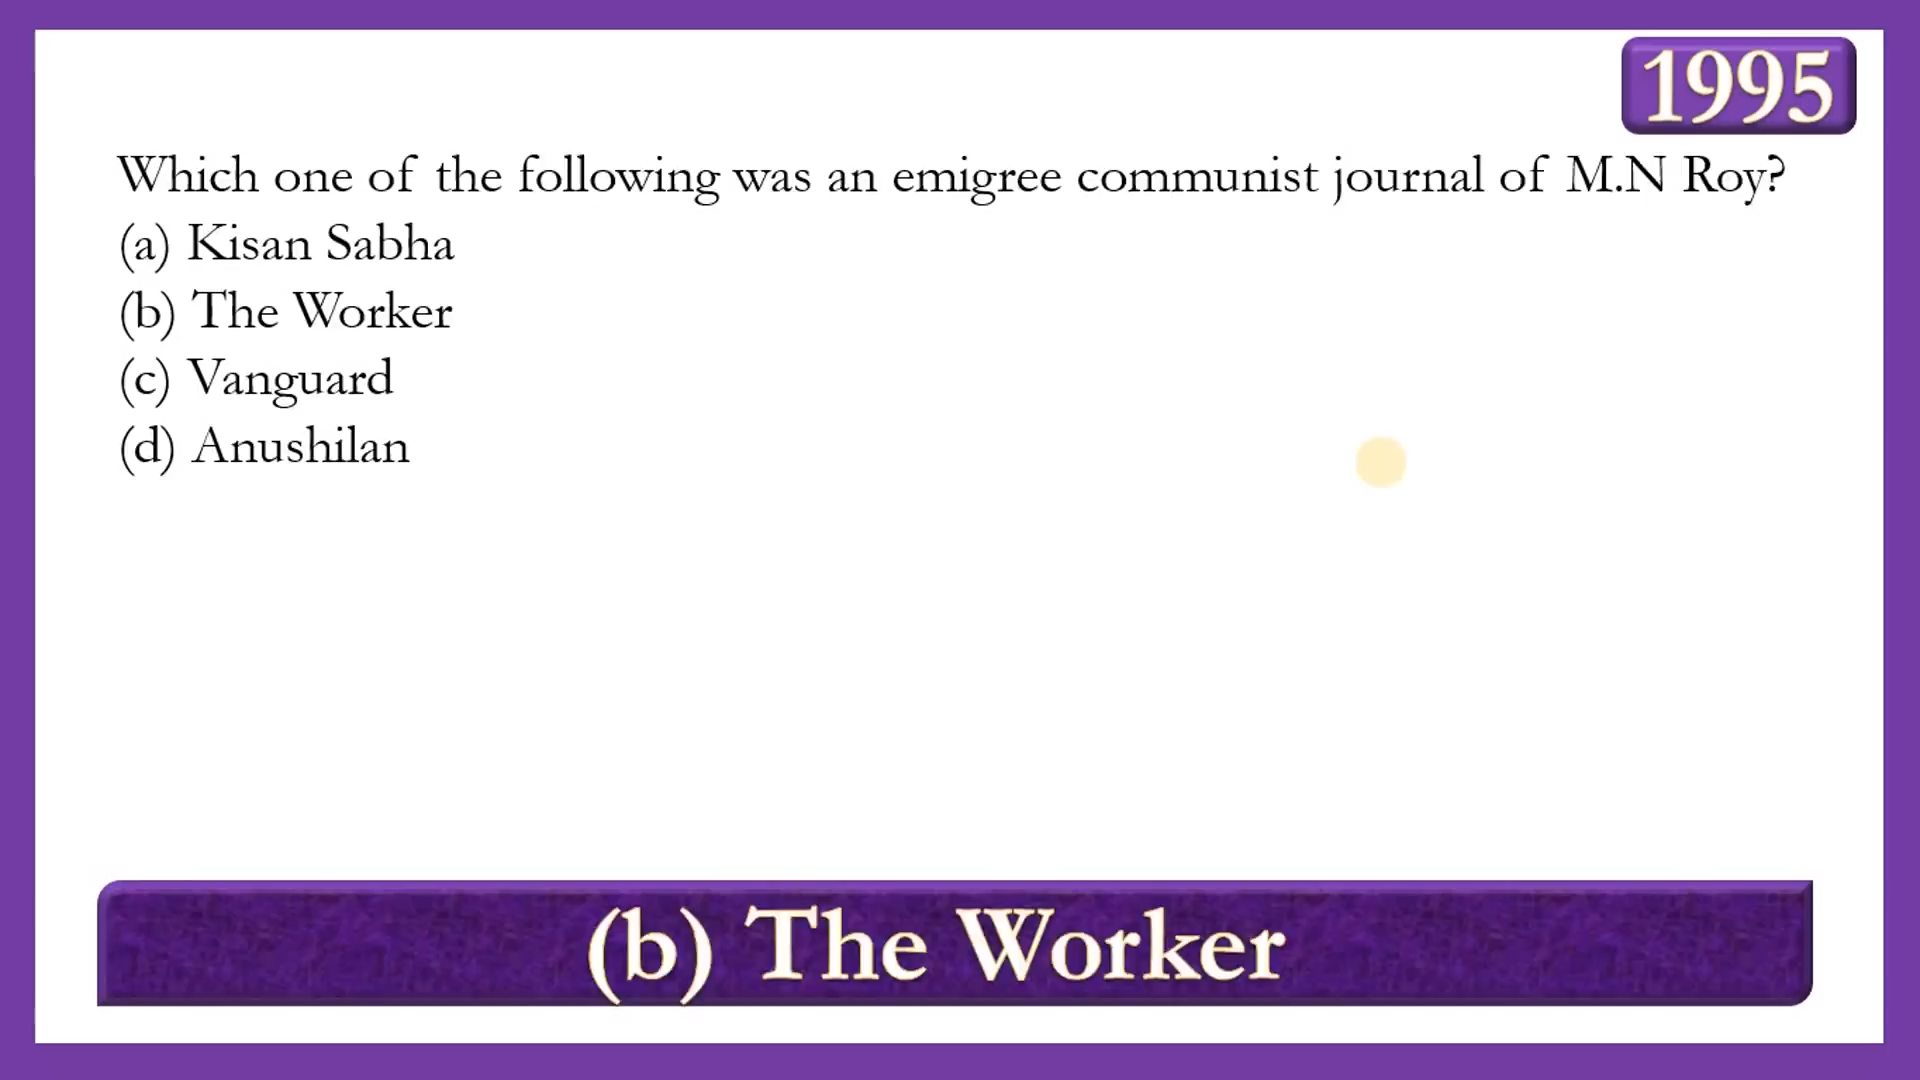 1995
Which one of the following was an emigree communist journal of M.N Roy?
(a) Kisan Sabha
(b) The Worker
(c) Vanguard
(d) Anushilan
(b) The Worker